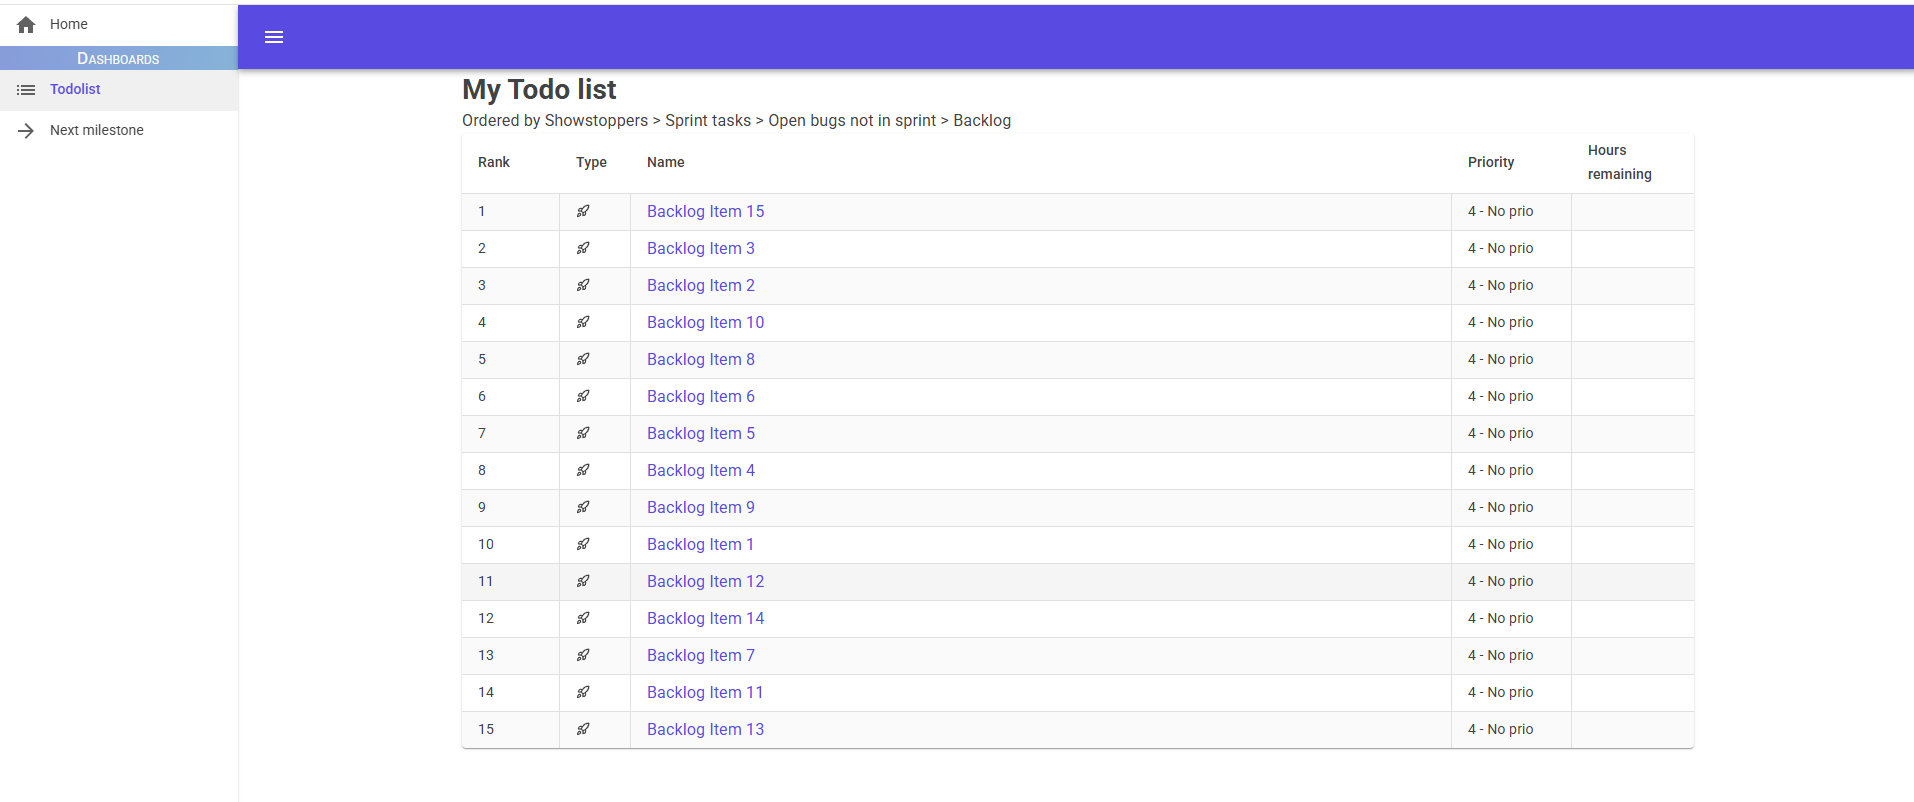 Home
Dashboards
Todolist
Next milestone
My Todo list
Ordered by Showstoppers > Sprint tasks > Open bugs not in sprint > Backlog
Rank Type Name Priority Hours remaining
1 Backlog Item 15 4 - No prio
2 Backlog Item 3 4 - No prio
3 Backlog Item 2 4 - No prio
4 Backlog Item 10 4 - No prio
5 Backlog Item 8 4 - No prio
6 Backlog Item 6 4 - No prio
7 Backlog Item 5 4 - No prio
8 Backlog Item 4 4 - No prio
9 Backlog Item 9 4 - No prio
10 Backlog Item 1 4 - No prio
11 Backlog Item 12 4 - No prio
12 Backlog Item 14 4 - No prio
13 Backlog Item 7 4 - No prio
14 Backlog Item 11 4 - No prio
15 Backlog Item 13 4 - No prio